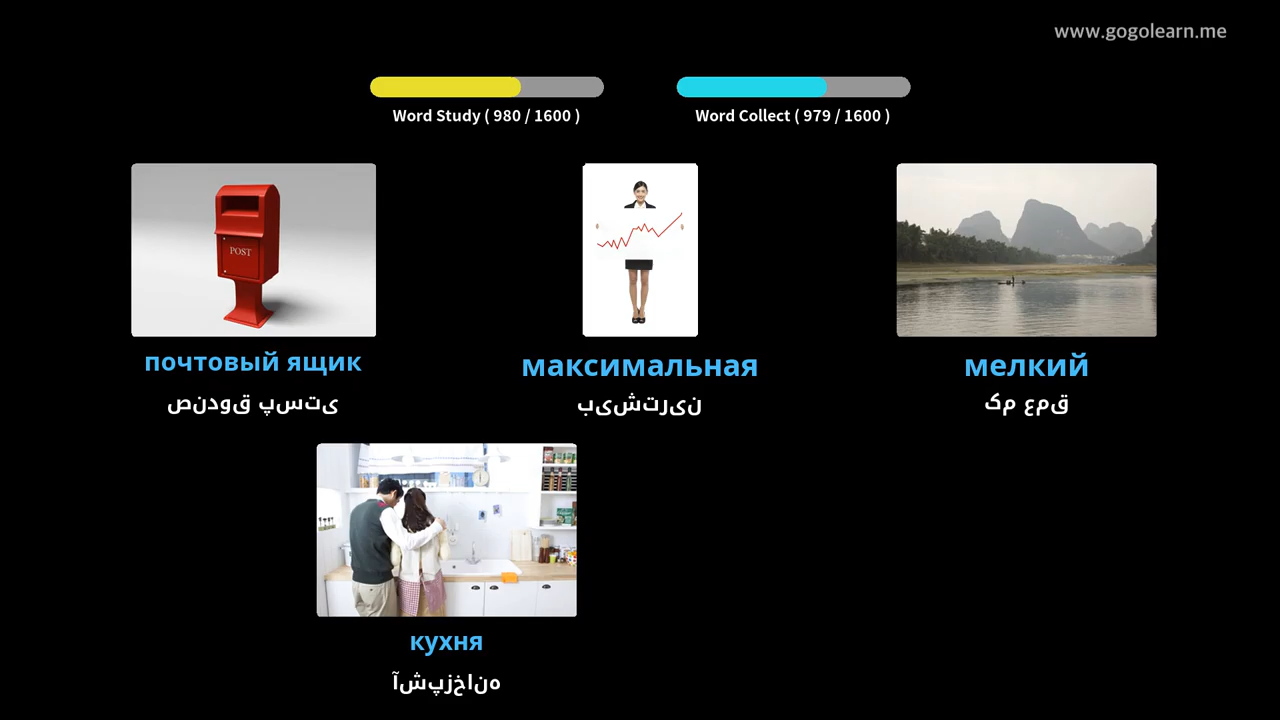 www.gogolearn.me
Word Study ( 980 / 1600 )
Word Collect ( 979 / 1600 )
POST
почтовый ящик
صندوق پستی
максимальная
بیشترین
мелкий
کم عمق
кухня
آشپزخانه